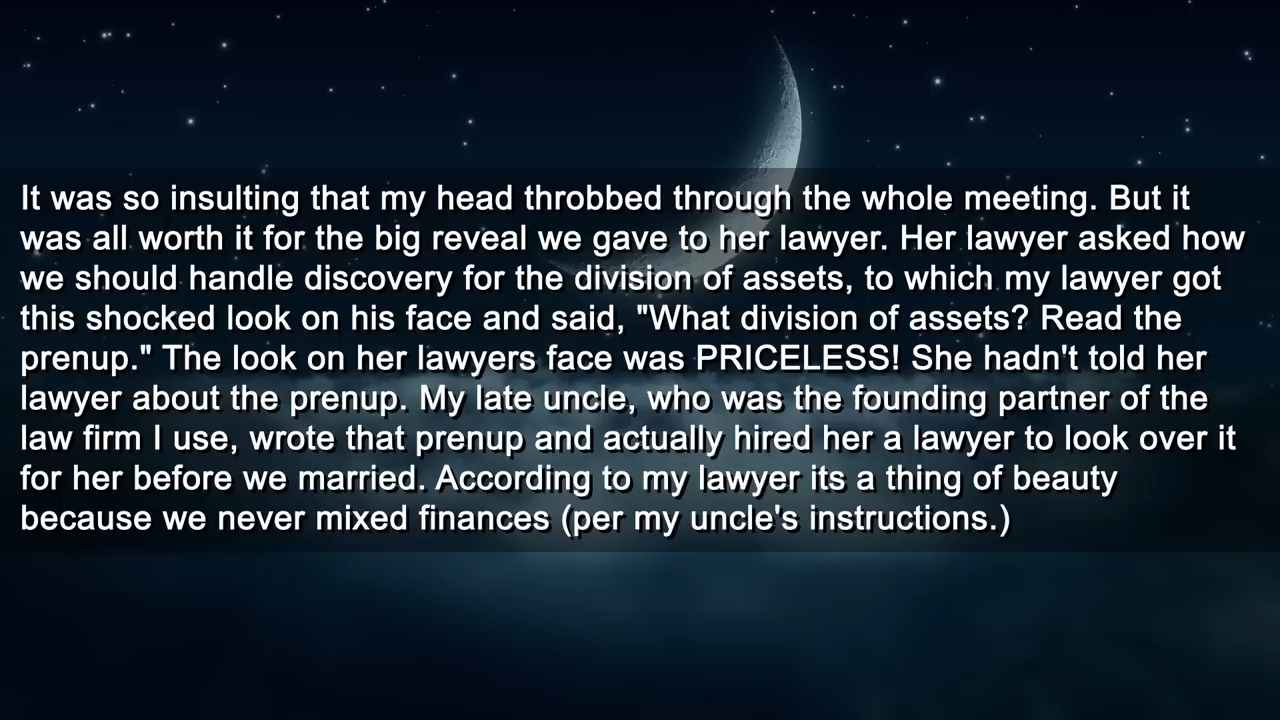 It was so insulting that my head throbbed through the whole meeting. But it
was all worth it for the big reveal we gave to her lawyer. Her lawyer asked how
we should handle discovery for the division of assets, to which my lawyer got
this shocked look on his face and said, "What division of assets? Read the
prenup." The look on her lawyers face was PRICELESS! She hadn't told her
lawyer about the prenup. My late uncle, who was the founding partner of the
law firm I use, wrote that prenup and actually hired her a lawyer to look over it
for her before we married. According to my lawyer its a thing of beauty
because we never mixed finances (per my uncle's instructions.)